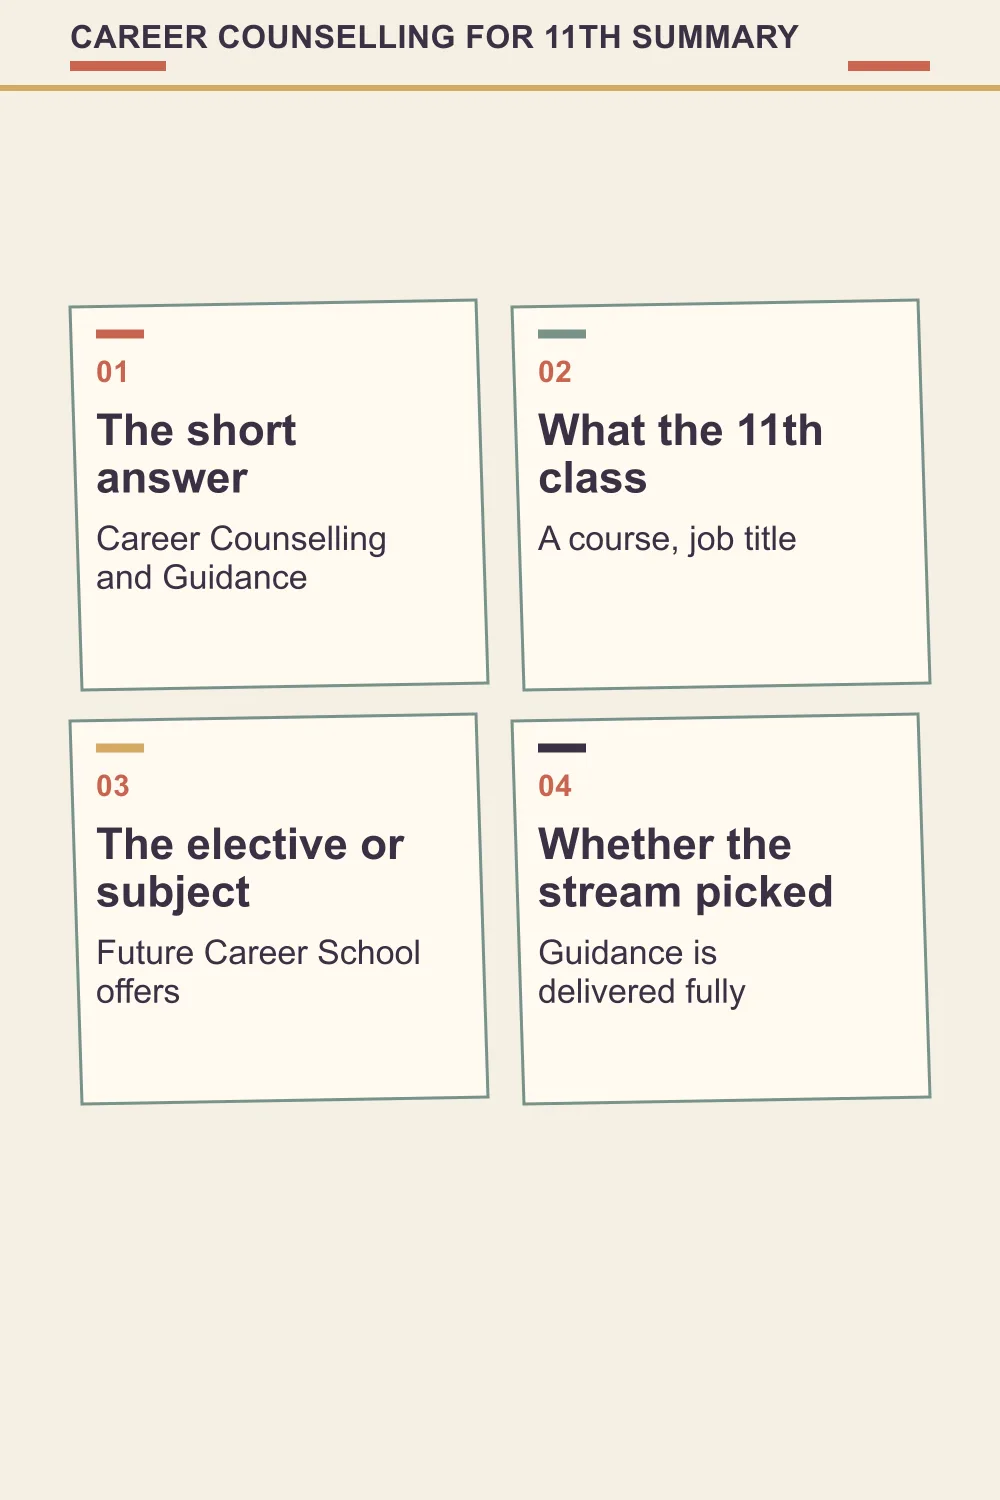 CAREER COUNSELLING FOR 11TH SUMMARY
01
The short
answer
Career Counselling
and Guidance
02
What the 11th
class
A course, job title
03
The elective or
subject
Future Career School
offers
04
Whether the
stream picked
Guidance is
delivered fully